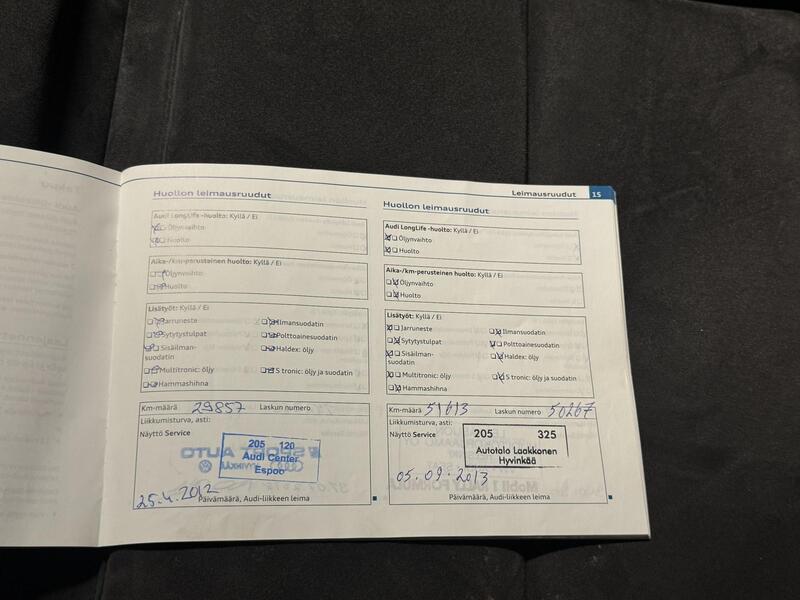 Leimausruudut 15
Huollon leimausruudut
Audi LongLife -huolto: Kyllä / Ei
Öljynvaihto
Huolto
Aika-/km-perusteinen huolto: Kyllä / Ei
Öljynvaihto
Huolto
Lisätyöt: Kyllä / Ei
Jarruneste Ilmansuodatin
Sytytystulpat Polttoainesuodatin
Sisäilman- Haldex: öljy
suodatin
Multitronic: öljy S tronic: öljy ja suodatin
Hammashihna
Km-määrä 29857 Laskun numero
Liikkumisturva, asti:
Näyttö Service
205 120
Audi Center
Espoo
25.4.2012
Päivämäärä, Audi-liikkeen leima
Huollon leimausruudut
Audi LongLife -huolto: Kyllä / Ei
Öljynvaihto
Huolto
Aika-/km-perusteinen huolto: Kyllä / Ei
Öljynvaihto
Huolto
Lisätyöt: Kyllä / Ei
Jarruneste Ilmansuodatin
Sytytystulpat Polttoainesuodatin
Sisäilman- Haldex: öljy
suodatin
Multitronic: öljy S tronic: öljy ja suodatin
Hammashihna
Km-määrä 51613 Laskun numero 50267
Liikkumisturva, asti:
Näyttö Service
205 325
Autotalo Laakkonen
Hyvinkää
05.09.2013
Päivämäärä, Audi-liikkeen leima